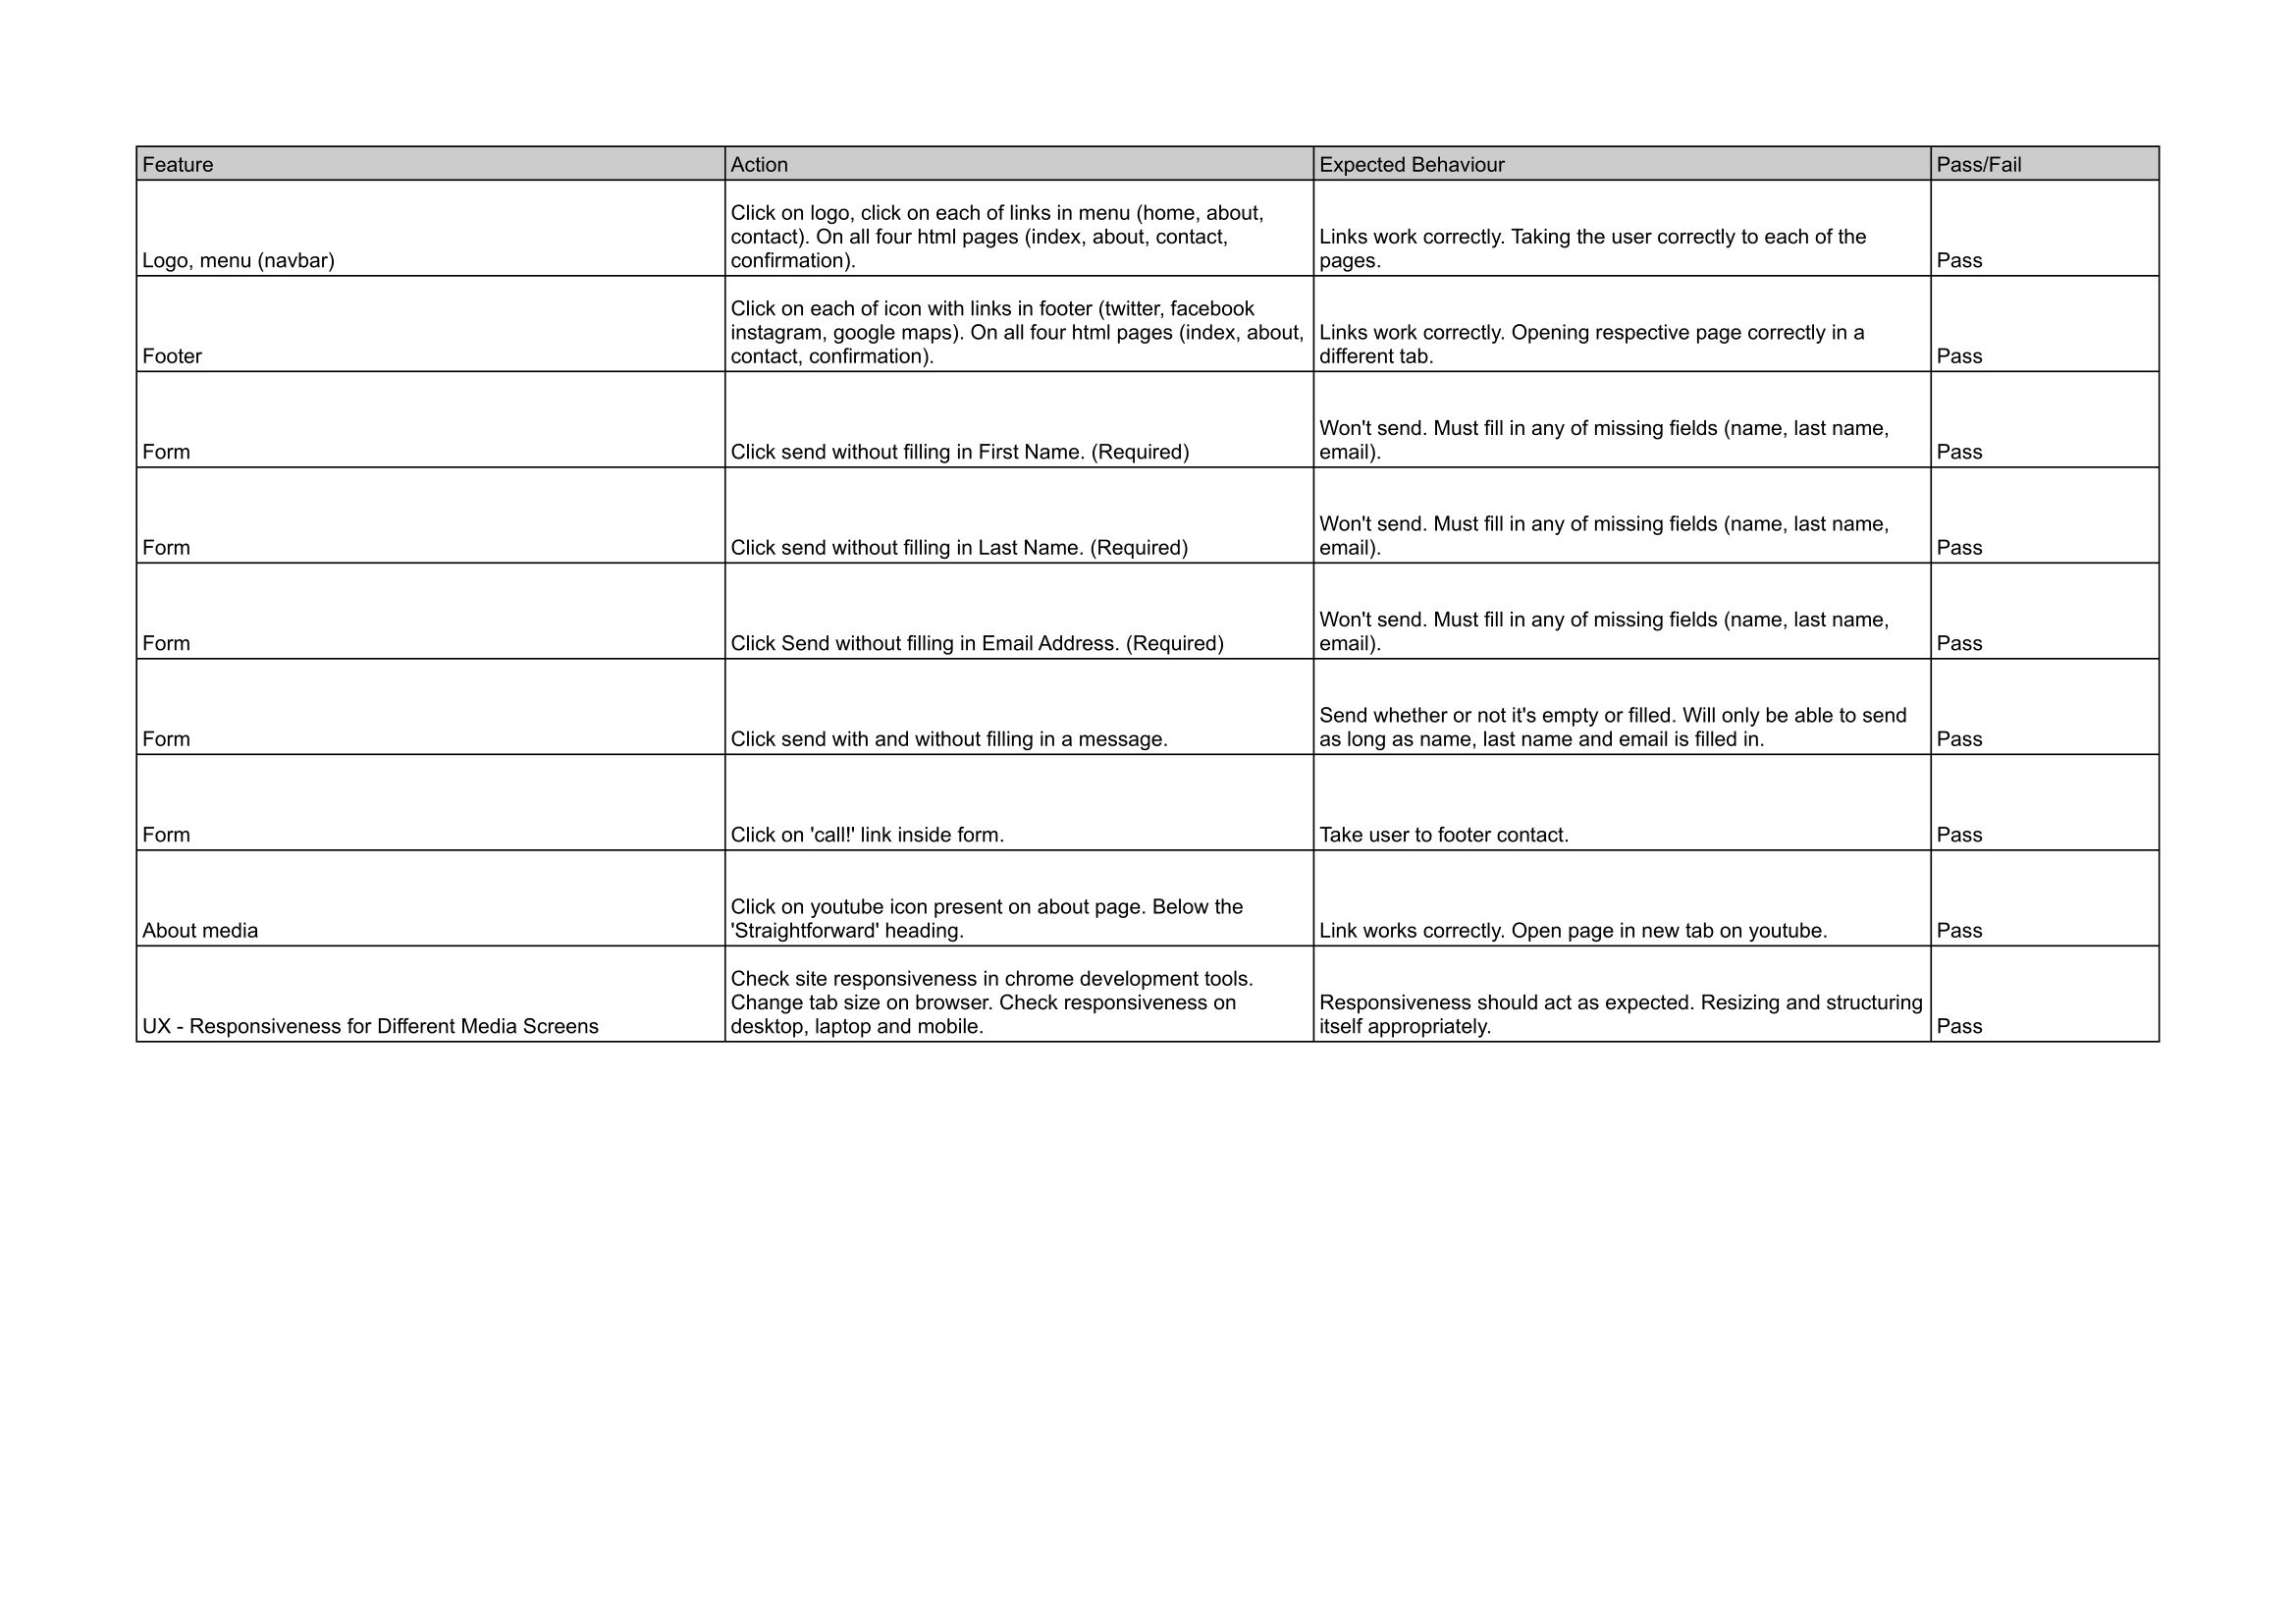 Feature Action Expected Behaviour Pass/Fail
Click on logo, click on each of links in menu (home, about,
contact). On all four html pages (index, about, contact,
confirmation).
Logo, menu (navbar)
Links work correctly. Taking the user correctly to each of the
pages.
Pass
Footer
Click on each of icon with links in footer (twitter, facebook
instagram, google maps). On all four html pages (index, about,
contact, confirmation).
Links work correctly. Opening respective page correctly in a
different tab.
Pass
Form
Click send without filling in First Name. (Required)
Won't send. Must fill in any of missing fields (name, last name,
email).
Pass
Form
Click send without filling in Last Name. (Required)
Won't send. Must fill in any of missing fields (name, last name,
email).
Pass
Form
Click Send without filling in Email Address. (Required)
Won't send. Must fill in any of missing fields (name, last name,
email).
Pass
Form
Click send with and without filling in a message.
Send whether or not it's empty or filled. Will only be able to send
as long as name, last name and email is filled in.
Pass
Form
Click on 'call!' link inside form.
Take user to footer contact.
Pass
About media
Click on youtube icon present on about page. Below the
'Straightforward' heading.
Link works correctly. Open page in new tab on youtube.
Pass
UX - Responsiveness for Different Media Screens
Check site responsiveness in chrome development tools.
Change tab size on browser. Check responsiveness on
desktop, laptop and mobile.
Responsiveness should act as expected. Resizing and structuring
itself appropriately.
Pass